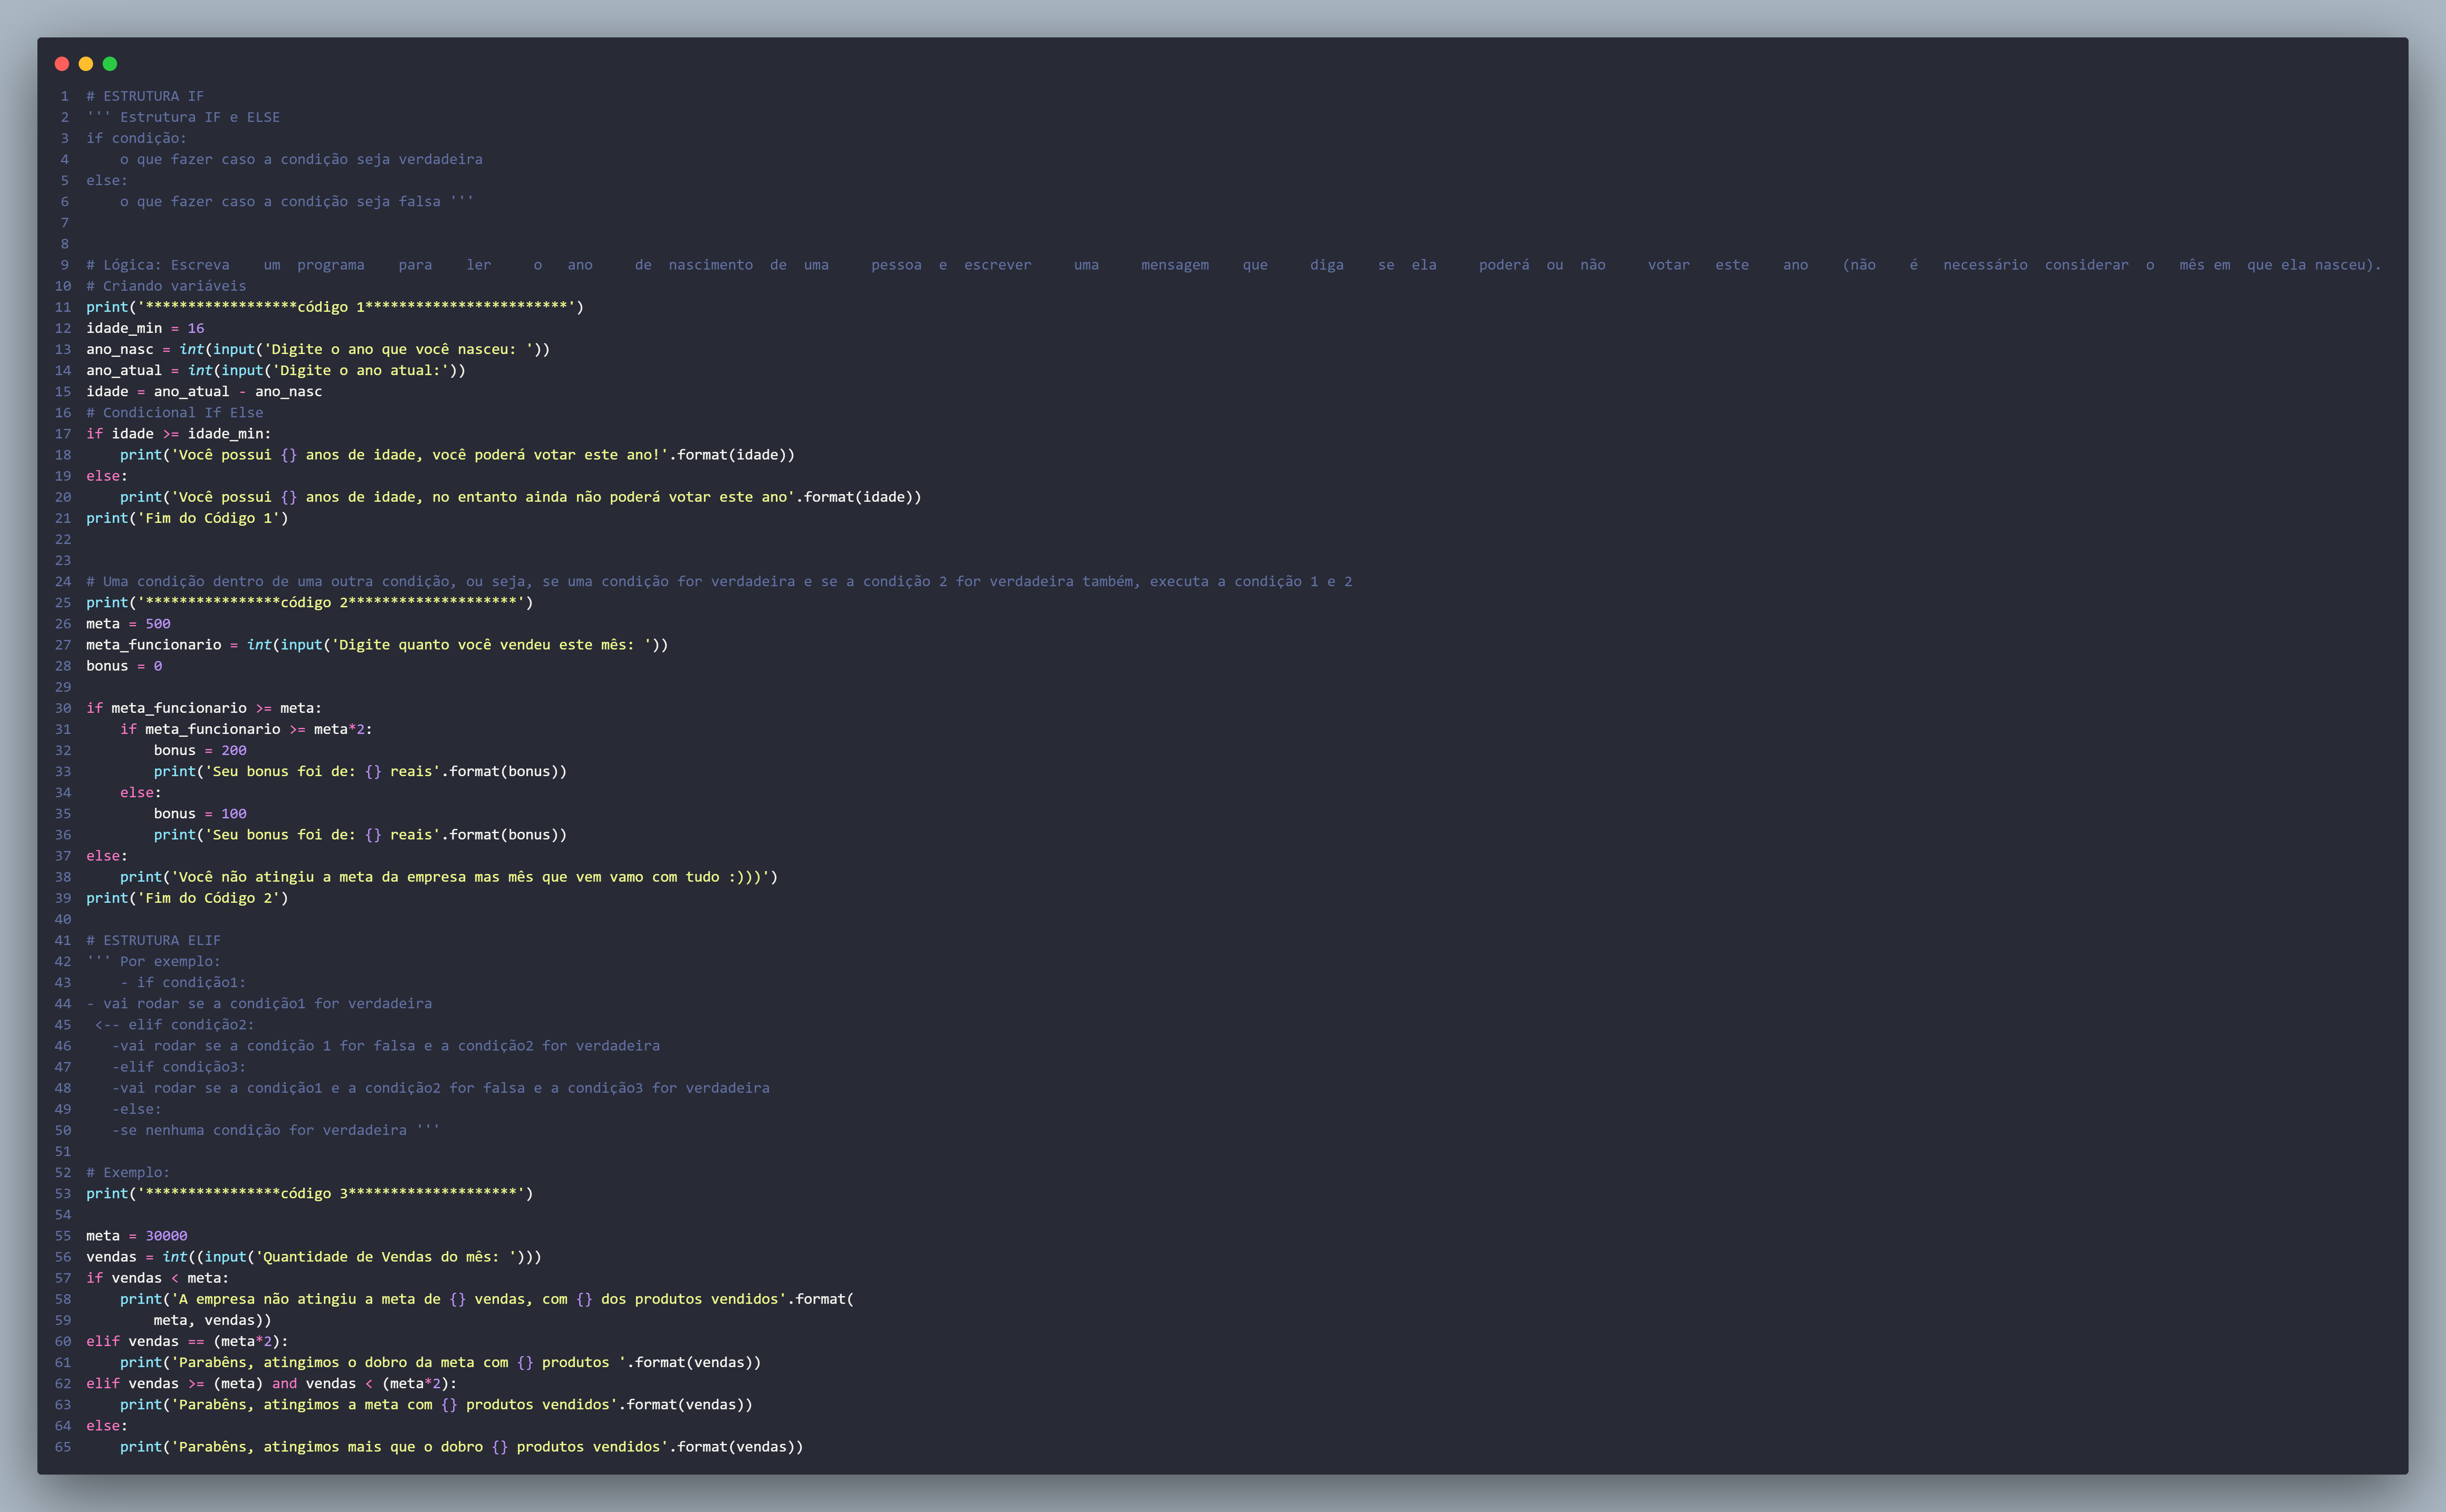 1 # ESTRUTURA IF
2 ''' Estrutura IF e ELSE
3 if condição:
4     o que fazer caso a condição seja verdadeira
5 else:
6     o que fazer caso a condição seja falsa '''
7
8
9 # Lógica: Escreva    um  programa    para    ler     o   ano     de  nascimento  de  uma     pessoa  e  escrever     uma     mensagem    que     diga    se  ela     poderá  ou  não     votar   este    ano    (não    é   necessário  considerar  o   mês em  que ela nasceu).
10 # Criando variáveis
11 print('******************código 1************************')
12 idade_min = 16
13 ano_nasc = int(input('Digite o ano que você nasceu: '))
14 ano_atual = int(input('Digite o ano atual:'))
15 idade = ano_atual - ano_nasc
16 # Condicional If Else
17 if idade >= idade_min:
18     print('Você possui {} anos de idade, você poderá votar este ano!'.format(idade))
19 else:
20     print('Você possui {} anos de idade, no entanto ainda não poderá votar este ano'.format(idade))
21 print('Fim do Código 1')
22
23
24 # Uma condição dentro de uma outra condição, ou seja, se uma condição for verdadeira e se a condição 2 for verdadeira também, executa a condição 1 e 2
25 print('****************código 2********************')
26 meta = 500
27 meta_funcionario = int(input('Digite quanto você vendeu este mês: '))
28 bonus = 0
29
30 if meta_funcionario >= meta:
31     if meta_funcionario >= meta*2:
32         bonus = 200
33         print('Seu bonus foi de: {} reais'.format(bonus))
34     else:
35         bonus = 100
36         print('Seu bonus foi de: {} reais'.format(bonus))
37 else:
38     print('Você não atingiu a meta da empresa mas mês que vem vamo com tudo :)))')
39 print('Fim do Código 2')
40
41 # ESTRUTURA ELIF
42 ''' Por exemplo:
43     - if condição1:
44 - vai rodar se a condição1 for verdadeira
45  <-- elif condição2:
46    -vai rodar se a condição 1 for falsa e a condição2 for verdadeira
47    -elif condição3:
48    -vai rodar se a condição1 e a condição2 for falsa e a condição3 for verdadeira
49    -else:
50    -se nenhuma condição for verdadeira '''
51
52 # Exemplo:
53 print('****************código 3********************')
54
55 meta = 30000
56 vendas = int((input('Quantidade de Vendas do mês: ')))
57 if vendas < meta:
58     print('A empresa não atingiu a meta de {} vendas, com {} dos produtos vendidos'.format(
59         meta, vendas))
60 elif vendas == (meta*2):
61     print('Parabêns, atingimos o dobro da meta com {} produtos '.format(vendas))
62 elif vendas >= (meta) and vendas < (meta*2):
63     print('Parabêns, atingimos a meta com {} produtos vendidos'.format(vendas))
64 else:
65     print('Parabêns, atingimos mais que o dobro {} produtos vendidos'.format(vendas))